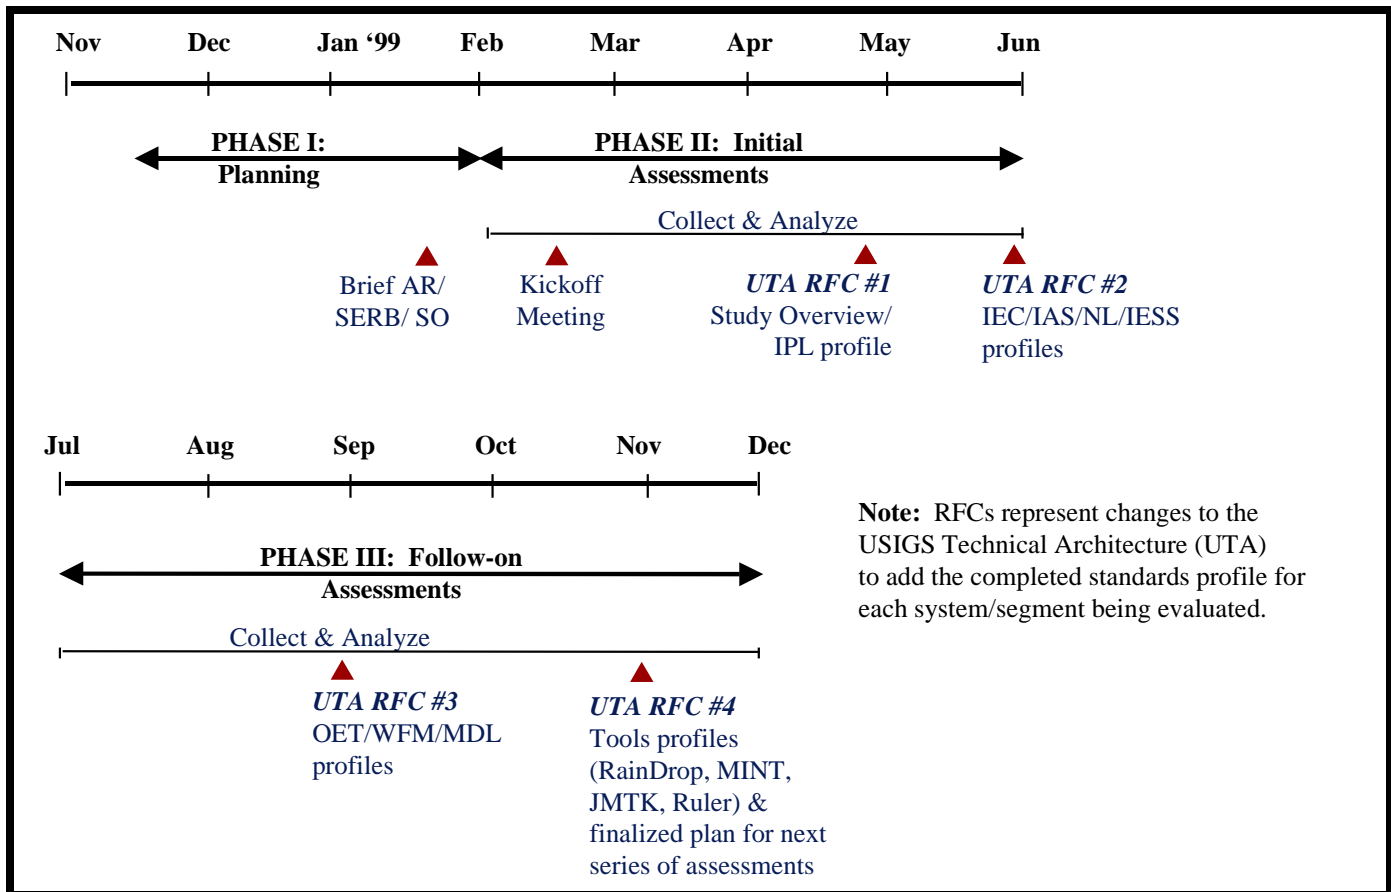 Nov Dec Jan ‘99 Feb Mar Apr May Jun
PHASE I:
Planning
PHASE II: Initial
Assessments
Collect & Analyze
Brief AR/
SERB/ SO
Kickoff
Meeting
UTA RFC #1
Study Overview/
IPL profile
UTA RFC #2
IEC/IAS/NL/IESS
profiles
Jul Aug Sep Oct Nov Dec
PHASE III: Follow-on
Assessments
Collect & Analyze
UTA RFC #3
OET/WFM/MDL
profiles
UTA RFC #4
Tools profiles
(RainDrop, MINT,
JMTK, Ruler) &
finalized plan for next
series of assessments
Note: RFCs represent changes to the
USIGS Technical Architecture (UTA)
to add the completed standards profile for
each system/segment being evaluated.